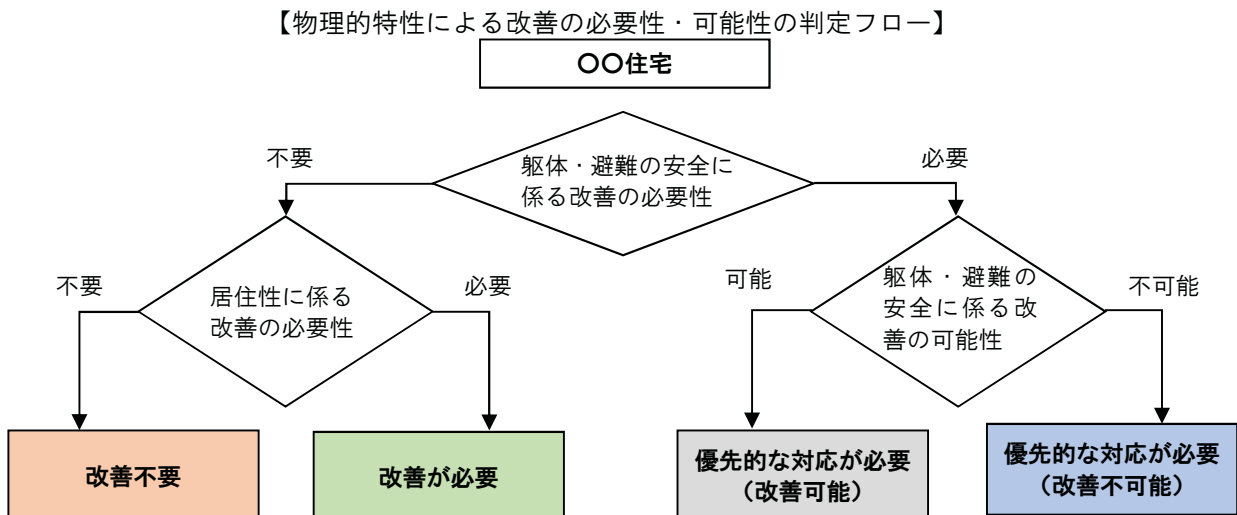 【物理的特性による改善の必要性・可能性の判定フロー】
〇〇住宅
不要
躯体・避難の安全に
係る改善の必要性
必要
不要
居住性に係る
改善の必要性
必要
可能
躯体・避難の
安全に係る改
善の可能性
不可能
改善不要
改善が必要
優先的な対応が必要
（改善可能）
優先的な対応が必要
（改善不可能）